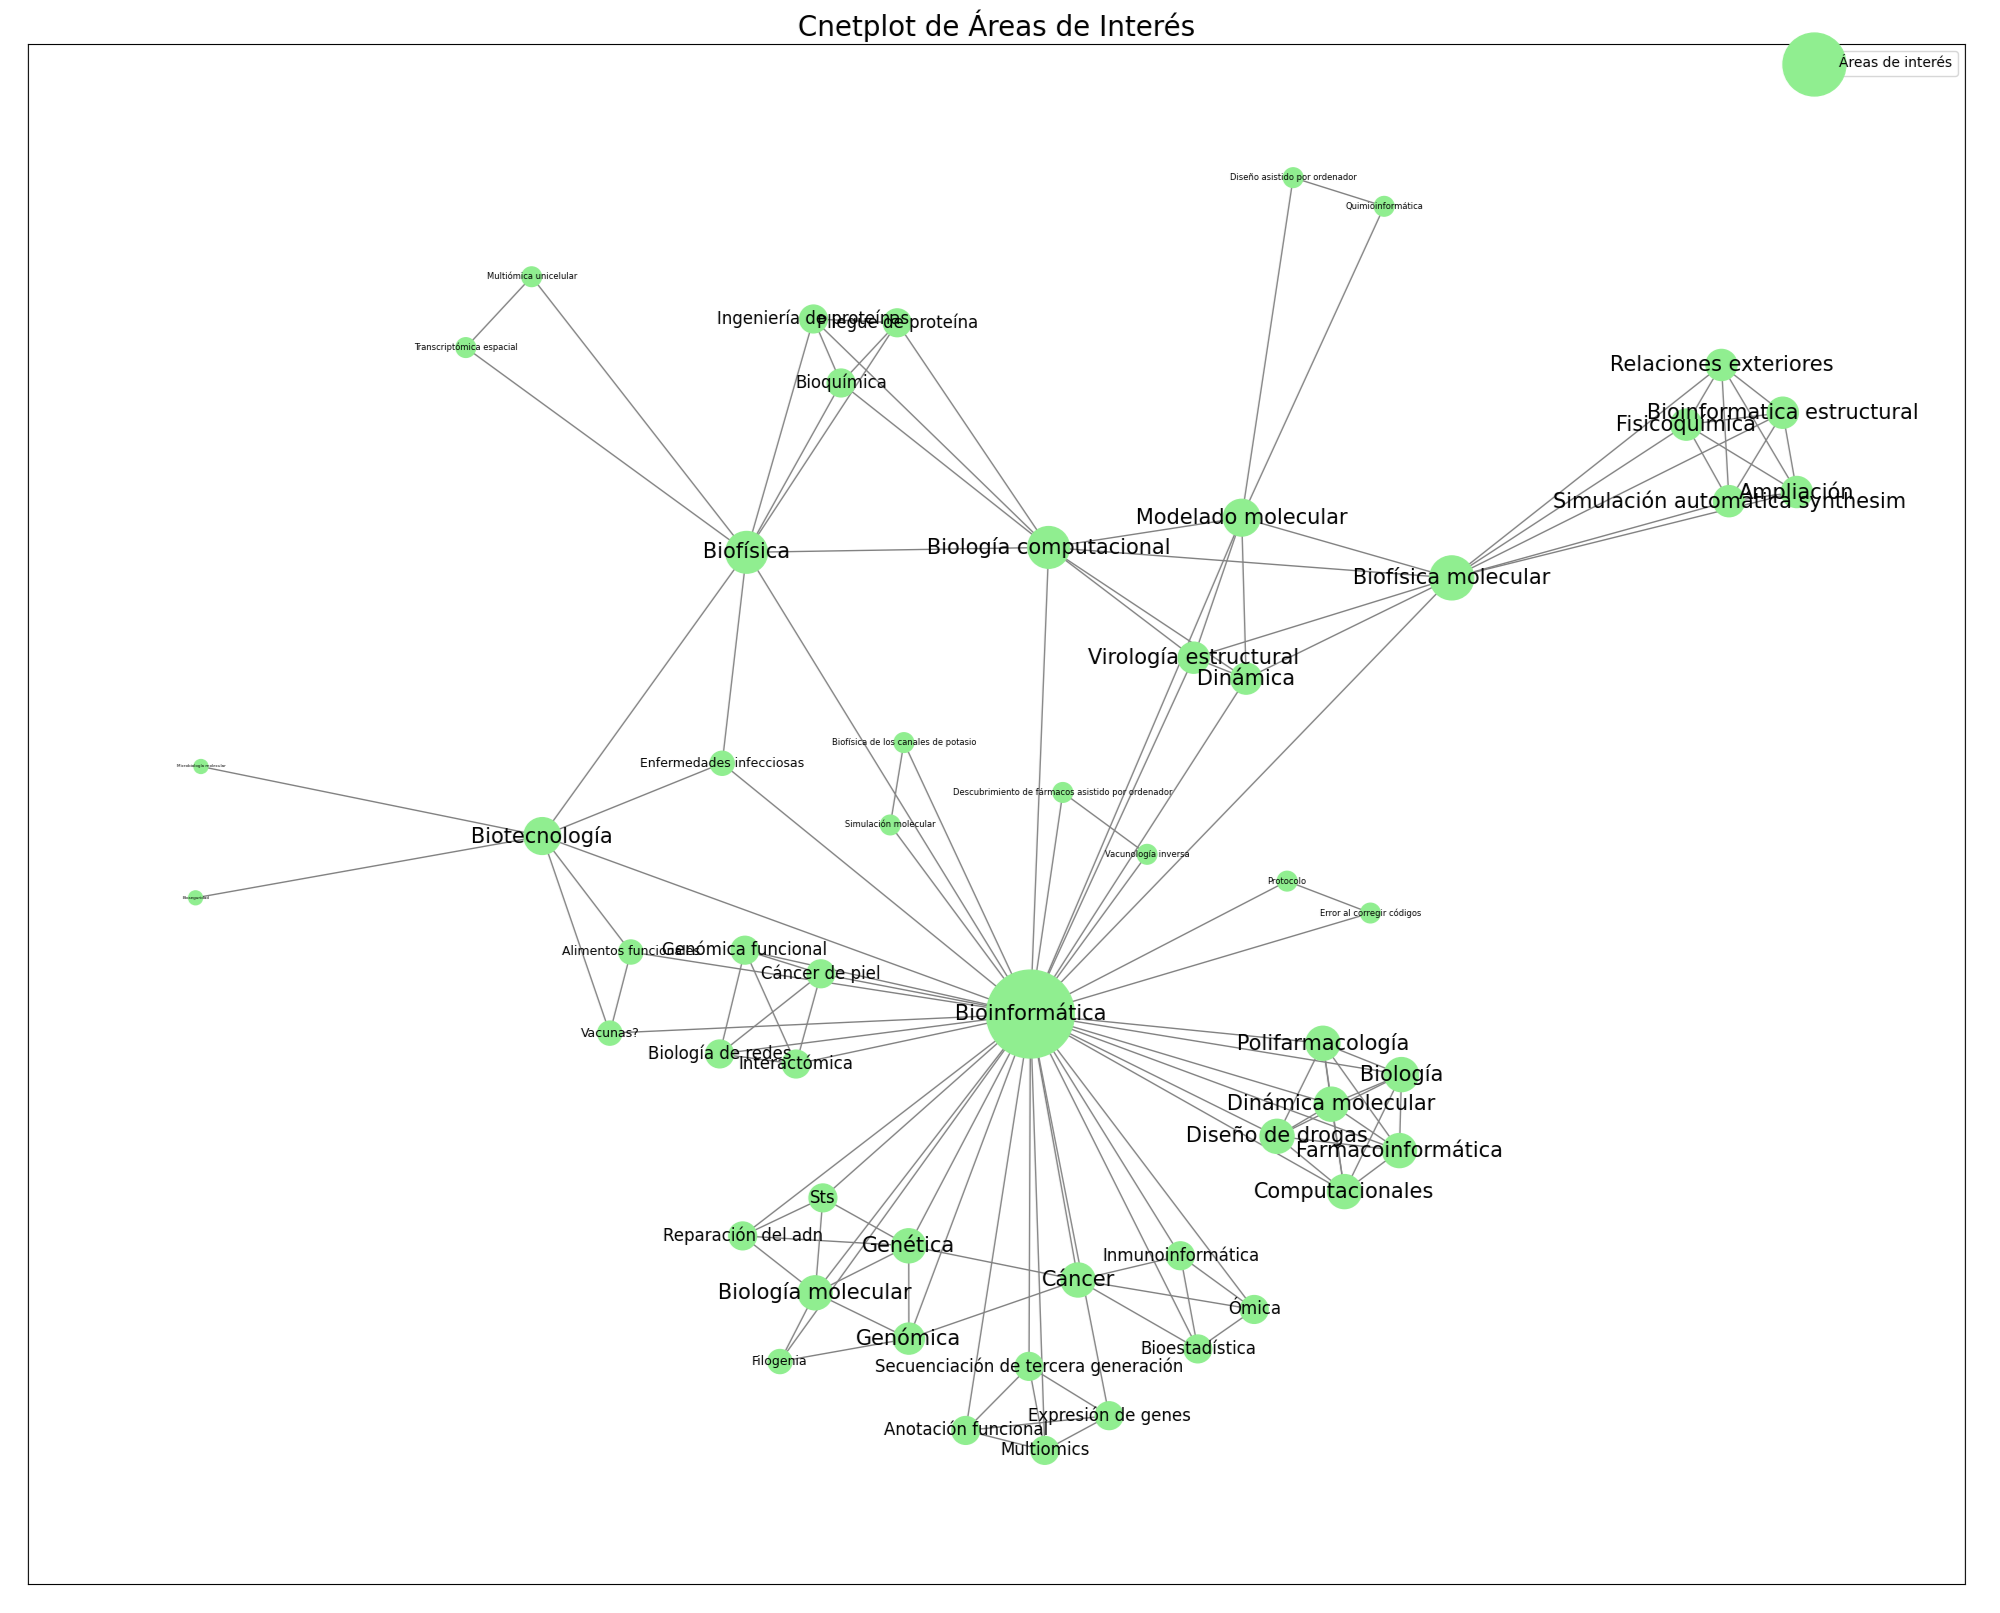 Cnetplot de Áreas de Interés
Áreas de interés
Diseño asistido por ordenador
Quimioinformática
Multiómica unicelular
Ingeniería de proteínas
Pliegue de proteína
Transcriptómica espacial
Bioquímica
Relaciones exteriores
Bioinformatica estructural
Fisicoquímica
Ampliación
Simulación automática synthesim
Modelado molecular
Biofísica
Biología computacional
Biofísica molecular
Virología estructural
Dinámica
Biofísica de los canales de potasio
Enfermedades infecciosas
Microbiología molecular
Descubrimiento de fármacos asistido por ordenador
Simulación molecular
Biotecnología
Vacunología inversa
Protocolo
Error al corregir códigos
Alimentos funcionales
Genómica funcional
Cáncer de piel
Bioinformática
Vacunas?
Biología de redes
Interactómica
Polifarmacología
Biología
Dinámica molecular
Diseño de drogas
Farmacoinformática
Computacionales
Sts
Reparación del adn
Genética
Inmunoinformática
Cáncer
Biología molecular
Ómica
Genómica
Bioestadística
Filogenia
Secuenciación de tercera generación
Expresión de genes
Anotación funcional
Multiomics